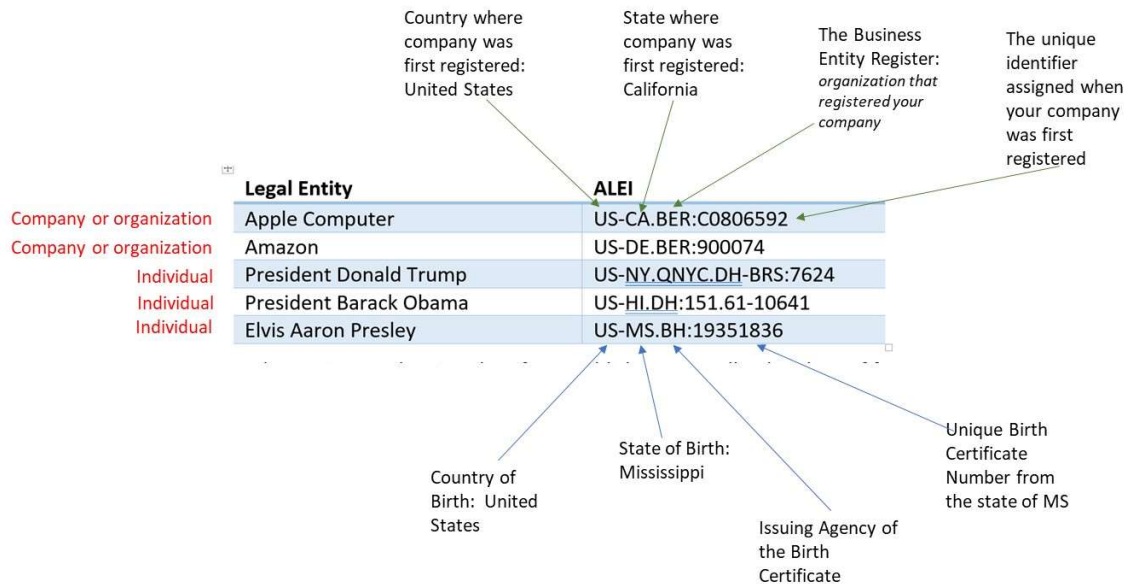 Country where
company was
first registered:
United States
State where
company was
first registered:
California
The Business
Entity Register:
organization that
registered your
company
The unique
identifier
assigned when
your company
was first
registered
Legal Entity ALEI
Company or organization Apple Computer US-CA.BER:C0806592
Company or organization Amazon US-DE.BER:900074
Individual President Donald Trump US-NY.QNYC.DH-BRS:7624
Individual President Barack Obama US-HI.DH:151.61-10641
Individual Elvis Aaron Presley US-MS.BH:19351836
Country of
Birth: United
States
State of Birth:
Mississippi
Issuing Agency of
the Birth
Certificate
Unique Birth
Certificate
Number from
the state of MS